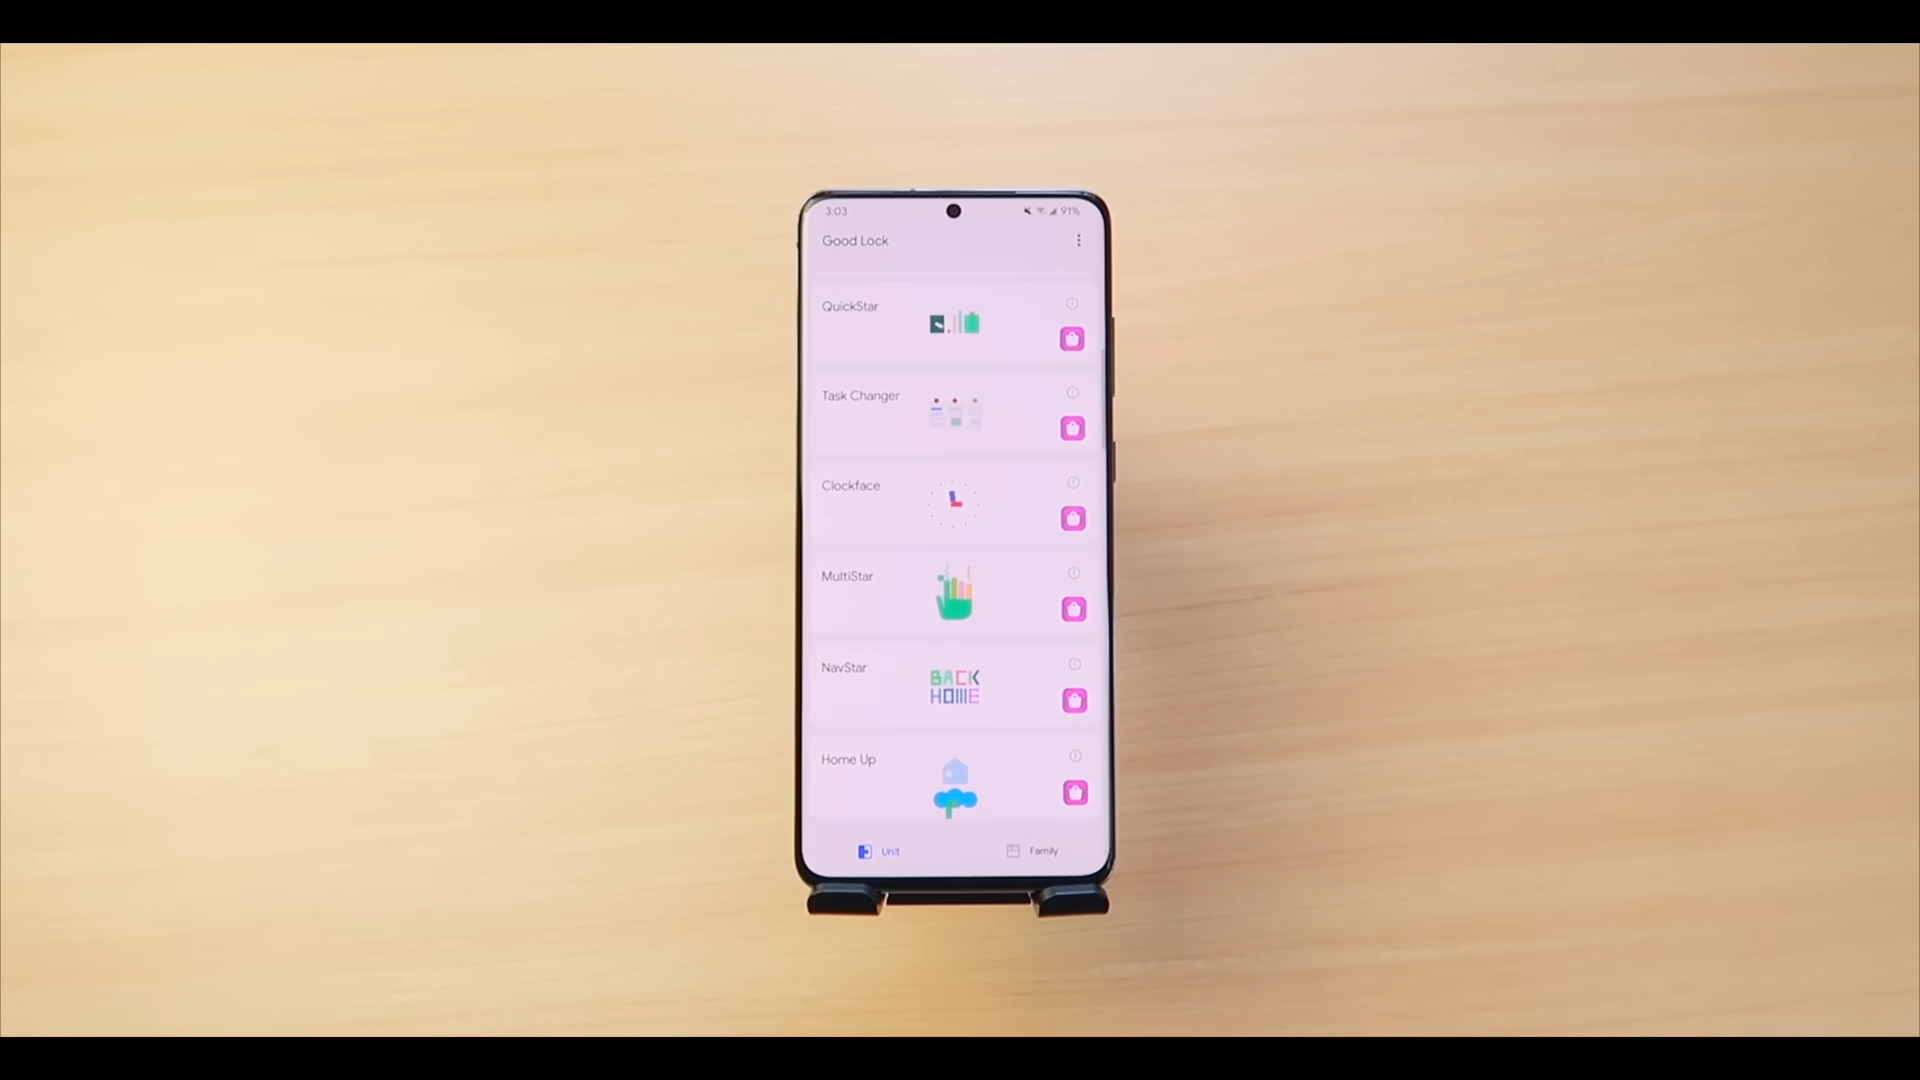 3:03
91%
Good Lock
QuickStar
Task Changer
Clockface
MultiStar
NavStar
BACK
HOME
Home Up
Unit
Family